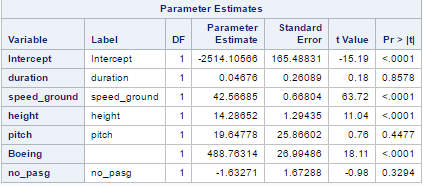 Parameter Estimates
Variable Label DF Parameter Estimate Standard Error t Value Pr > |t|
Intercept Intercept 1 -2514.10566 165.48831 -15.19 <.0001
duration duration 1 0.04676 0.26089 0.18 0.8578
speed_ground speed_ground 1 42.56685 0.66804 63.72 <.0001
height height 1 14.28652 1.29435 11.04 <.0001
pitch pitch 1 19.64778 25.86602 0.76 0.4477
Boeing 1 488.76314 26.99486 18.11 <.0001
no_pasg no_pasg 1 -1.63271 1.67288 -0.98 0.3294